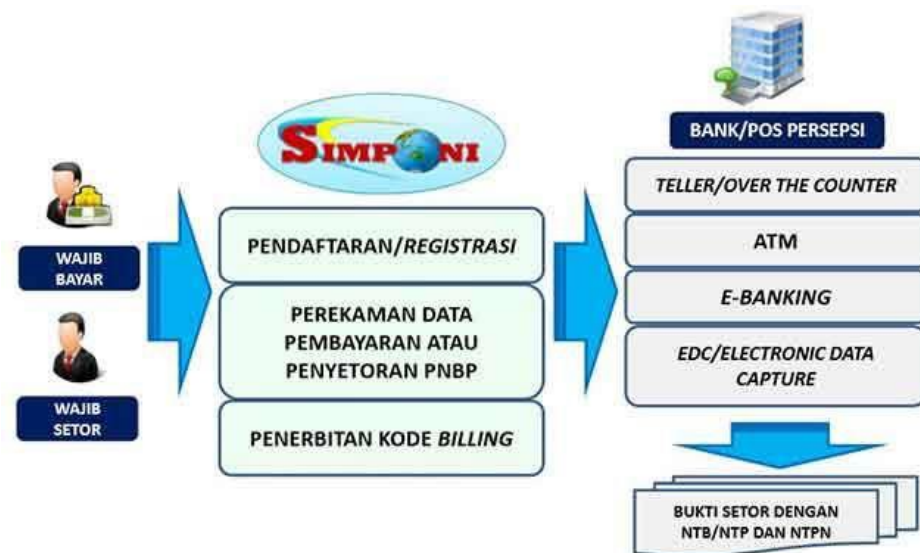 WAJIB
BAYAR
WAJIB
SETOR
SIMPONI
PENDAFTARAN/REGISTRASI
PEREKAMAN DATA
PEMBAYARAN ATAU
PENYETORAN PNBP
PENERBITAN KODE BILLING
BANK/POS PERSEPSI
TELLER/OVER THE COUNTER
ATM
E-BANKING
EDC/ELECTRONIC DATA
CAPTURE
BUKTI SETOR DENGAN
NTB/NTP DAN NTPN